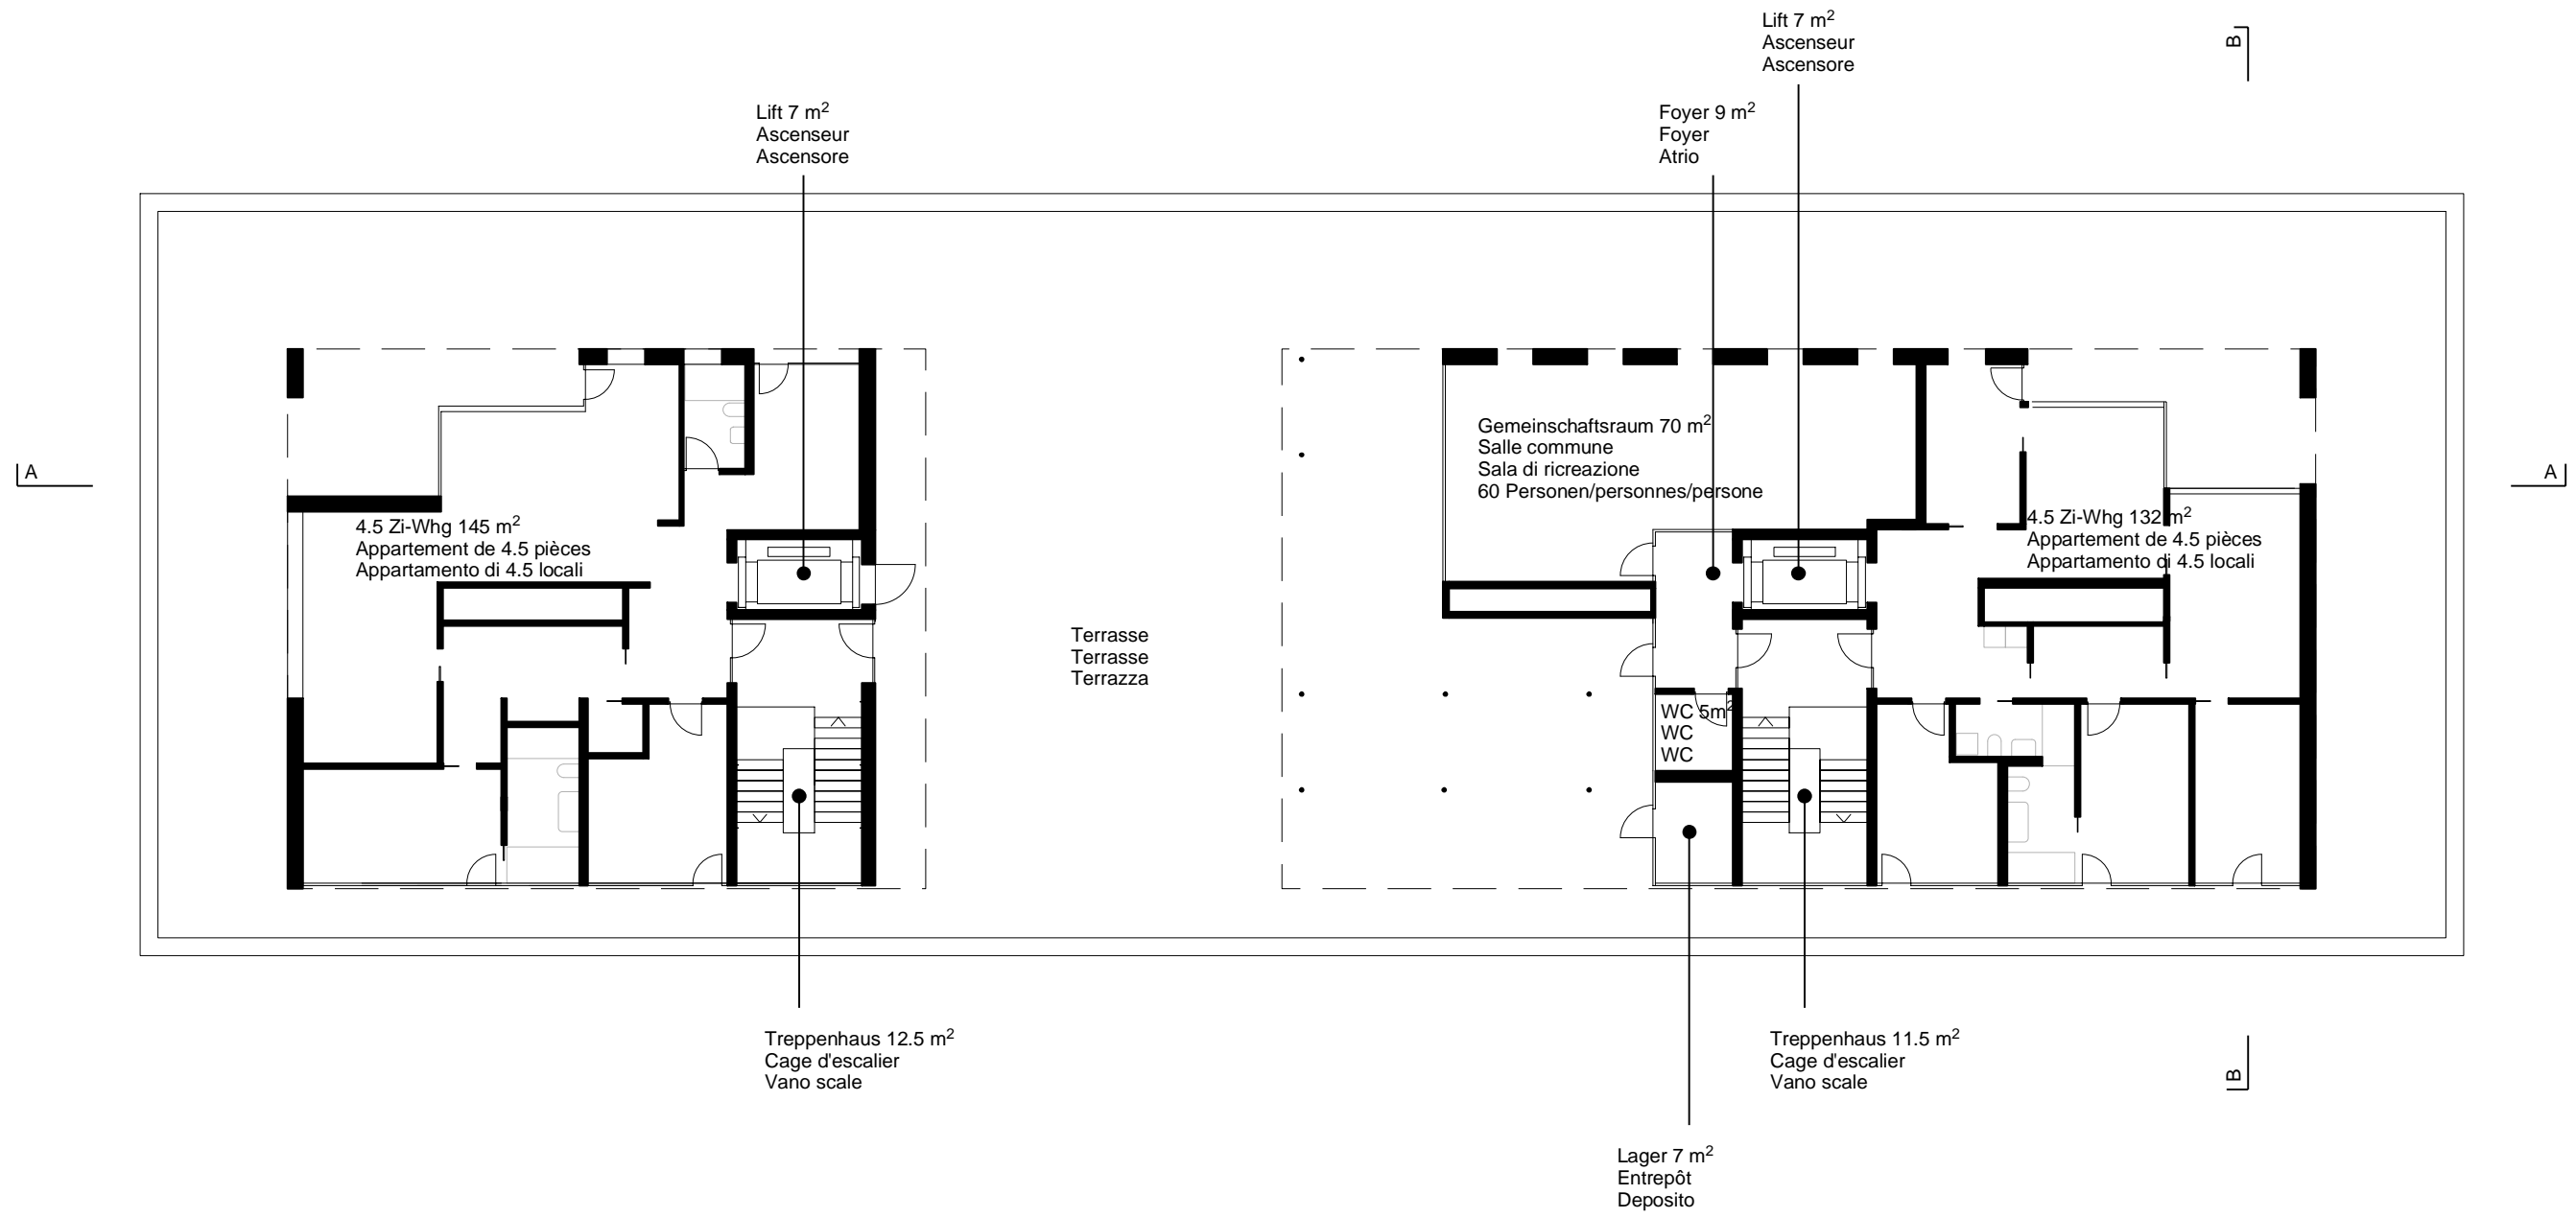 Lift 7 m²
Ascenseur
Ascensore
B
Lift 7 m²
Ascenseur
Ascensore
Foyer 9 m²
Foyer
Atrio
Gemeinschaftsraum 70 m²
Salle commune
Sala di ricreazione
60 Personen/personnes/persone
A
A
4.5 Zi-Whg 145 m²
Appartement de 4.5 pièces
Appartamento di 4.5 locali
4.5 Zi-Whg 132 m²
Appartement de 4.5 pièces
Appartamento di 4.5 locali
Terrasse
Terrasse
Terrazza
WC 5m²
WC
WC
Treppenhaus 12.5 m²
Cage d'escalier
Vano scale
Treppenhaus 11.5 m²
Cage d'escalier
Vano scale
B
Lager 7 m²
Entrepôt
Deposito